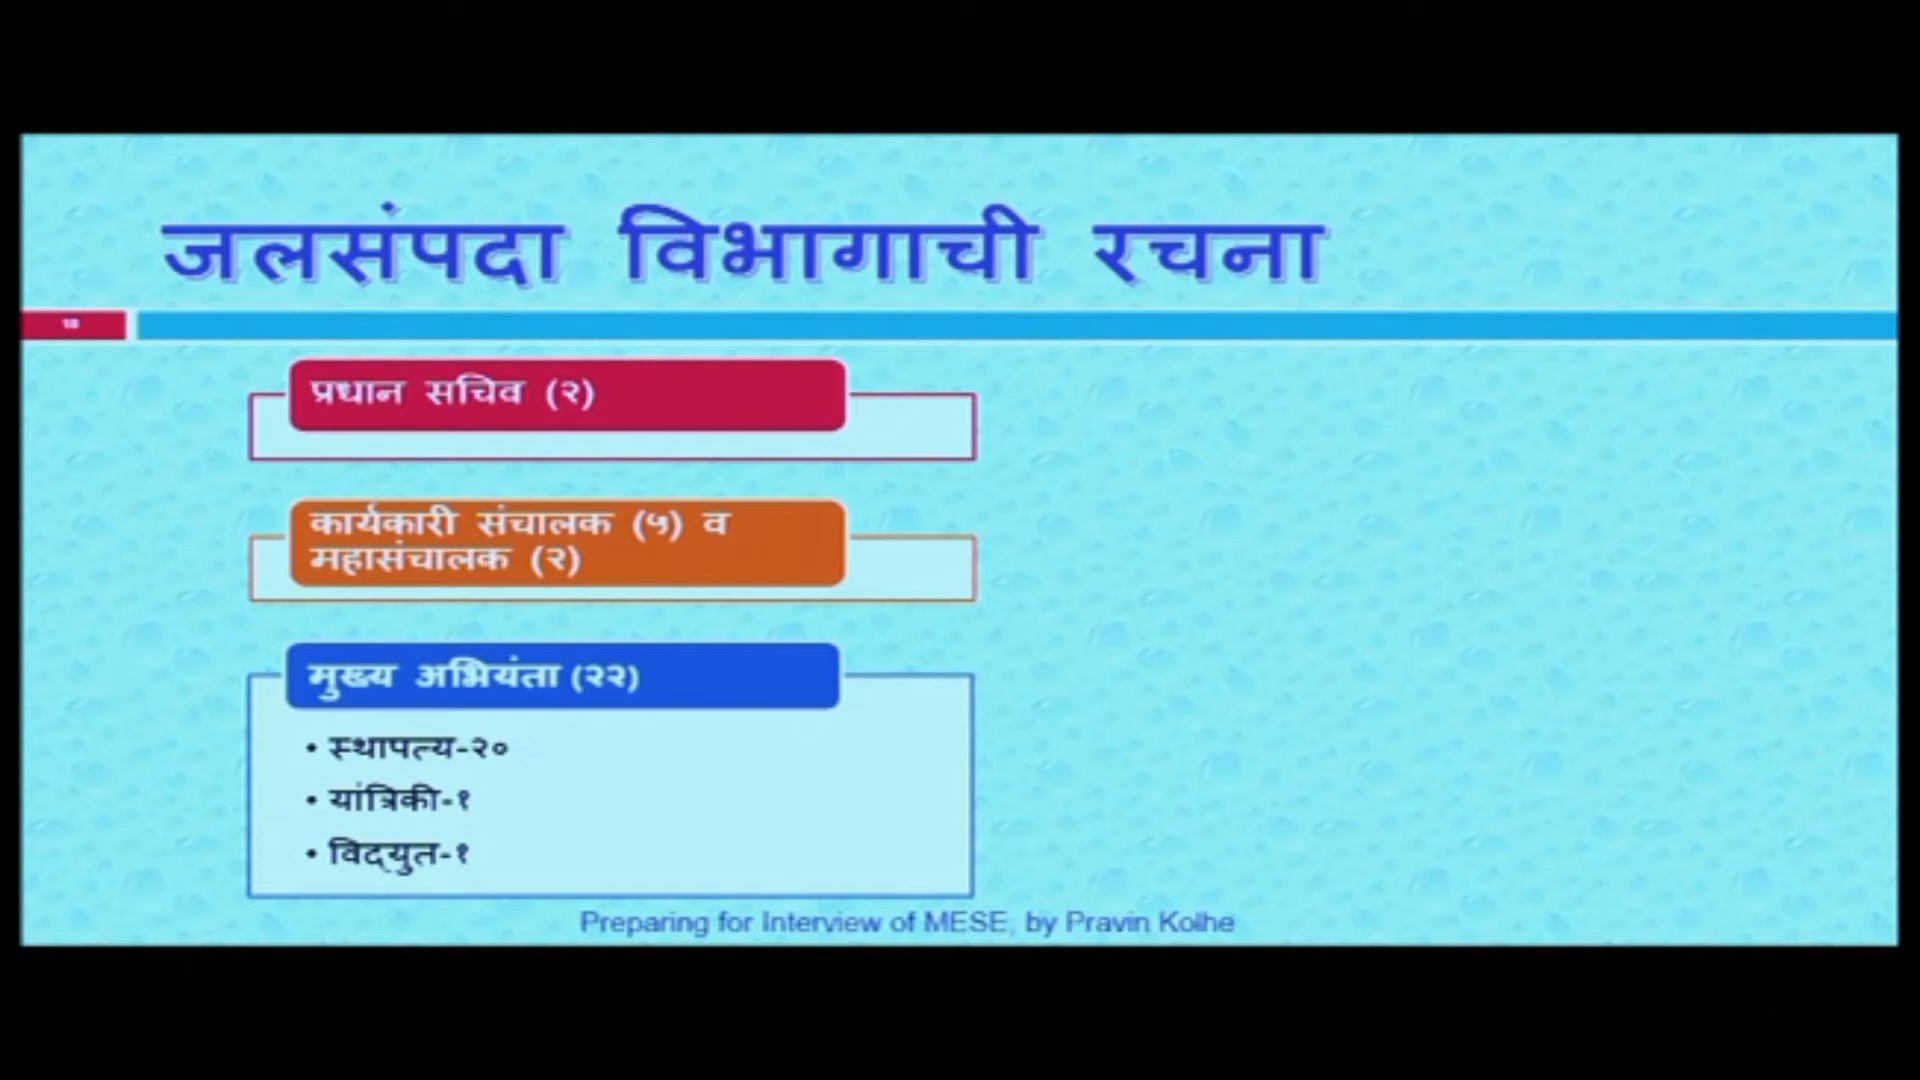 जलसंपदा विभागाची रचना
प्रधान सचिव (२)
कार्यकारी संचालक (५) व
महासंचालक (२)
मुख्य अभियंता (२२)
• स्थापत्य-२०
• यांत्रिकी-१
• विद्युत-१
Preparing for Interview of MESE, by Pravin Kolhe